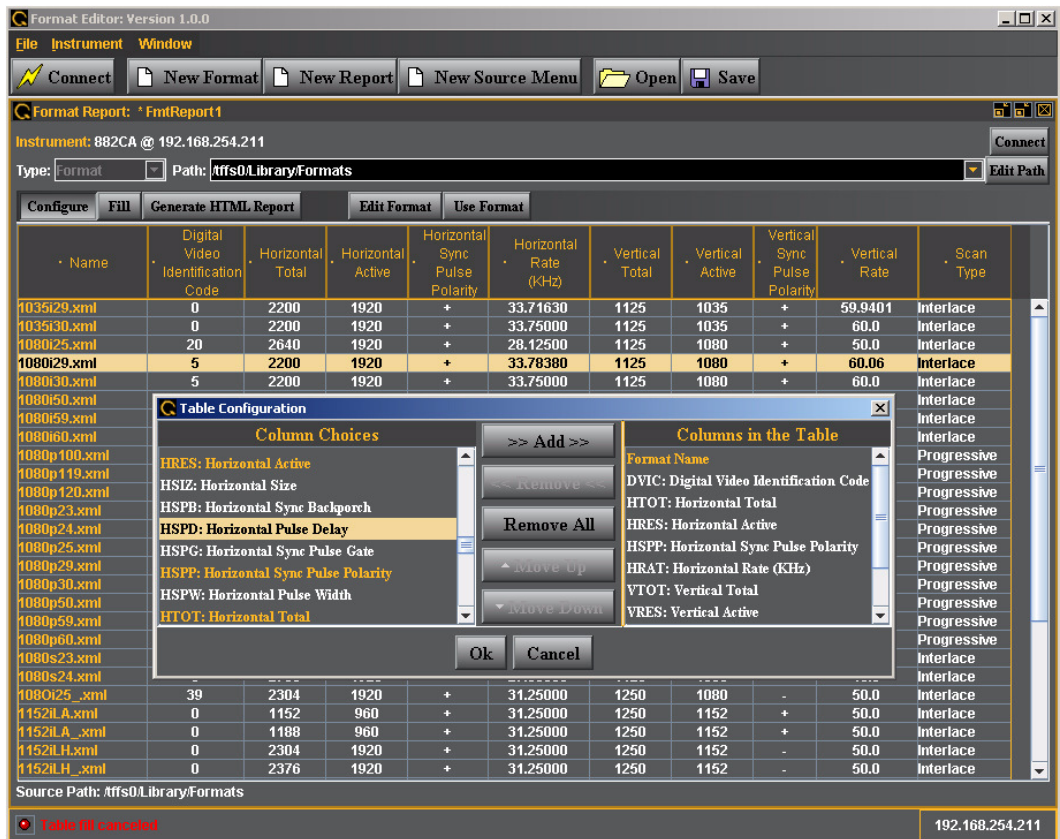 Format Editor: Version 1.0.0
File Instrument Window
Connect New Format New Report New Source Menu Open Save
Format Report: * FmtReport1
Instrument: 882CA @ 192.168.254.211 Connect
Type: Format Path: /tffs0/Library/Formats Edit Path
Configure Fill Generate HTML Report Edit Format Use Format
Name Digital Video Identification Code Horizontal Total Horizontal Active Horizontal Sync Pulse Polarity Horizontal Rate (KHz) Vertical Total Vertical Active Vertical Sync Pulse Polarity Vertical Rate Scan Type
1035i29.xml 0 2200 1920 + 33.71630 1125 1035 + 59.9401 Interlace
1035i30.xml 0 2200 1920 + 33.75000 1125 1035 + 60.0 Interlace
1080i25.xml 20 2640 1920 + 28.12500 1125 1080 + 50.0 Interlace
1080i29.xml 5 2200 1920 + 33.78380 1125 1080 + 60.06 Interlace
1080i30.xml 5 2200 1920 + 33.75000 1125 1080 + 60.0 Interlace
1080i50.xml Interlace
1080i59.xml Interlace
1080i60.xml Interlace
1080p100.xml Progressive
1080p119.xml Progressive
1080p120.xml Progressive
1080p23.xml Progressive
1080p24.xml Progressive
1080p25.xml Progressive
1080p29.xml Progressive
1080p30.xml Progressive
1080p50.xml Progressive
1080p59.xml Progressive
1080p60.xml Progressive
1080s23.xml Interlace
1080s24.xml Interlace
Table Configuration
Column Choices
HRES: Horizontal Active
HSIZ: Horizontal Size
HSPB: Horizontal Sync Backporch
HSPD: Horizontal Pulse Delay
HSPG: Horizontal Sync Pulse Gate
HSPP: Horizontal Sync Pulse Polarity
HSPW: Horizontal Pulse Width
HTOT: Horizontal Total
>> Add >>
<< Remove <<
Remove All
Move Up
Move Down
Columns in the Table
Format Name
DVIC: Digital Video Identification Code
HTOT: Horizontal Total
HRES: Horizontal Active
HSPP: Horizontal Sync Pulse Polarity
HRAT: Horizontal Rate (KHz)
VTOT: Vertical Total
VRES: Vertical Active
Ok Cancel
108Oi25_.xml 39 2304 1920 + 31.25000 1250 1080 - 50.0 Interlace
1152iLA.xml 0 1152 960 + 31.25000 1250 1152 + 50.0 Interlace
1152iLA_.xml 0 1188 960 + 31.25000 1250 1152 + 50.0 Interlace
1152iLH.xml 0 2304 1920 + 31.25000 1250 1152 - 50.0 Interlace
1152iLH_.xml 0 2376 1920 + 31.25000 1250 1152 - 50.0 Interlace
Source Path: /tffs0/Library/Formats
Table fill canceled 192.168.254.211